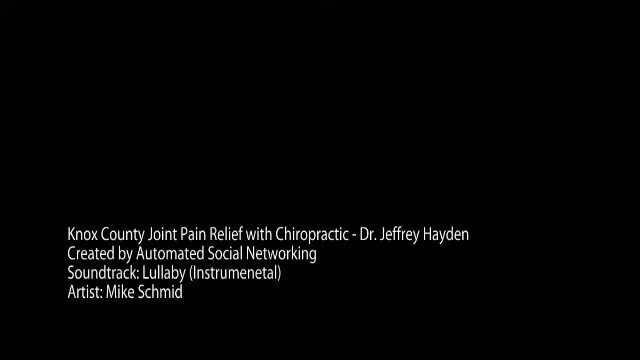 Knox County Joint Pain Relief with Chiropractic - Dr. Jeffrey Hayden
Created by Automated Social Networking
Soundtrack: Lullaby (Instrumenetal)
Artist: Mike Schmid